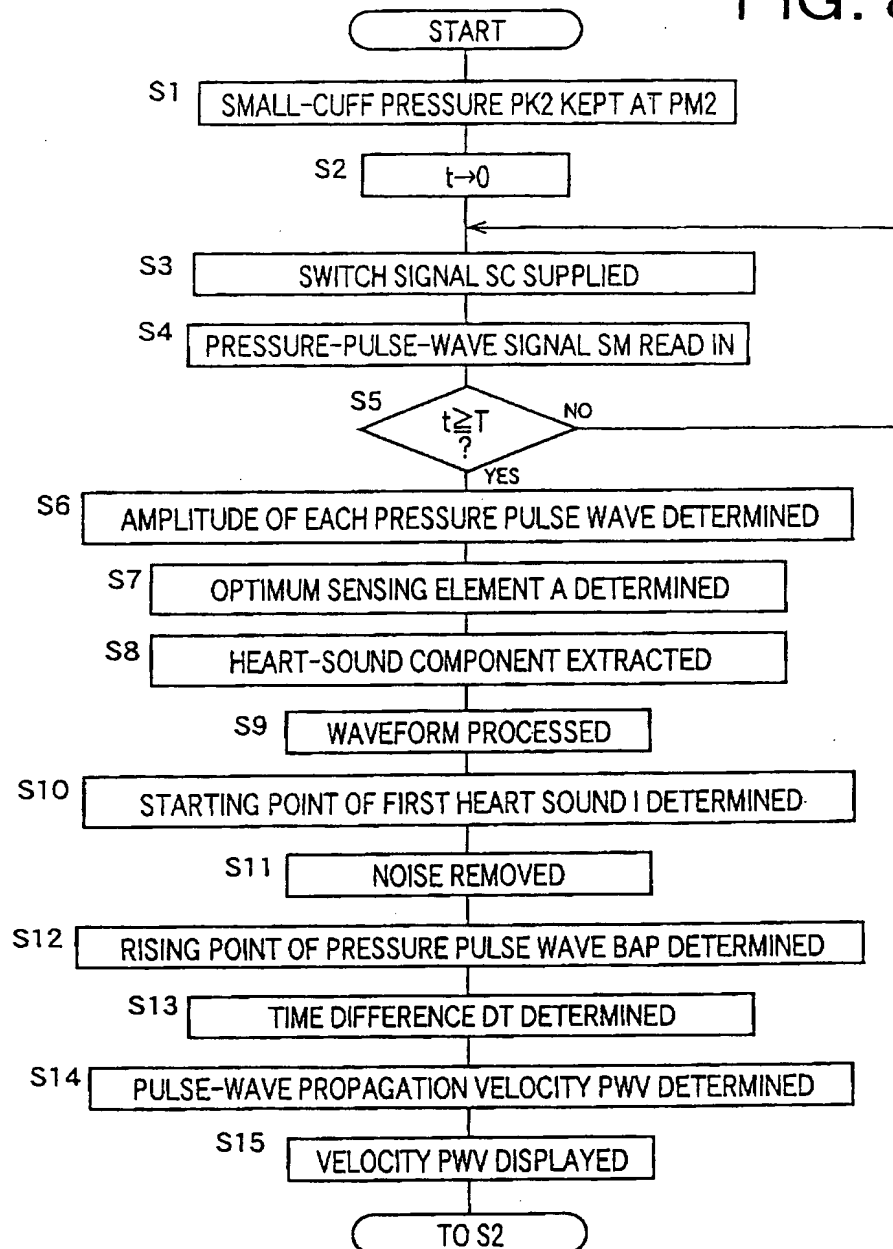 FIG.
START
S1
SMALL-CUFF PRESSURE PK2 KEPT AT PM2
S2
t→0
S3
SWITCH SIGNAL SC SUPPLIED
S4
PRESSURE-PULSE-WAVE SIGNAL SM READ IN
S5
t≧T
?
NO
YES
S6
AMPLITUDE OF EACH PRESSURE PULSE WAVE DETERMINED
S7
OPTIMUM SENSING ELEMENT A DETERMINED
S8
HEART-SOUND COMPONENT EXTRACTED
S9
WAVEFORM PROCESSED
S10
STARTING POINT OF FIRST HEART SOUND I DETERMINED
S11
NOISE REMOVED
S12
RISING POINT OF PRESSURE PULSE WAVE BAP DETERMINED
S13
TIME DIFFERENCE DT DETERMINED
S14
PULSE-WAVE PROPAGATION VELOCITY PWV DETERMINED
S15
VELOCITY PWV DISPLAYED
TO S2